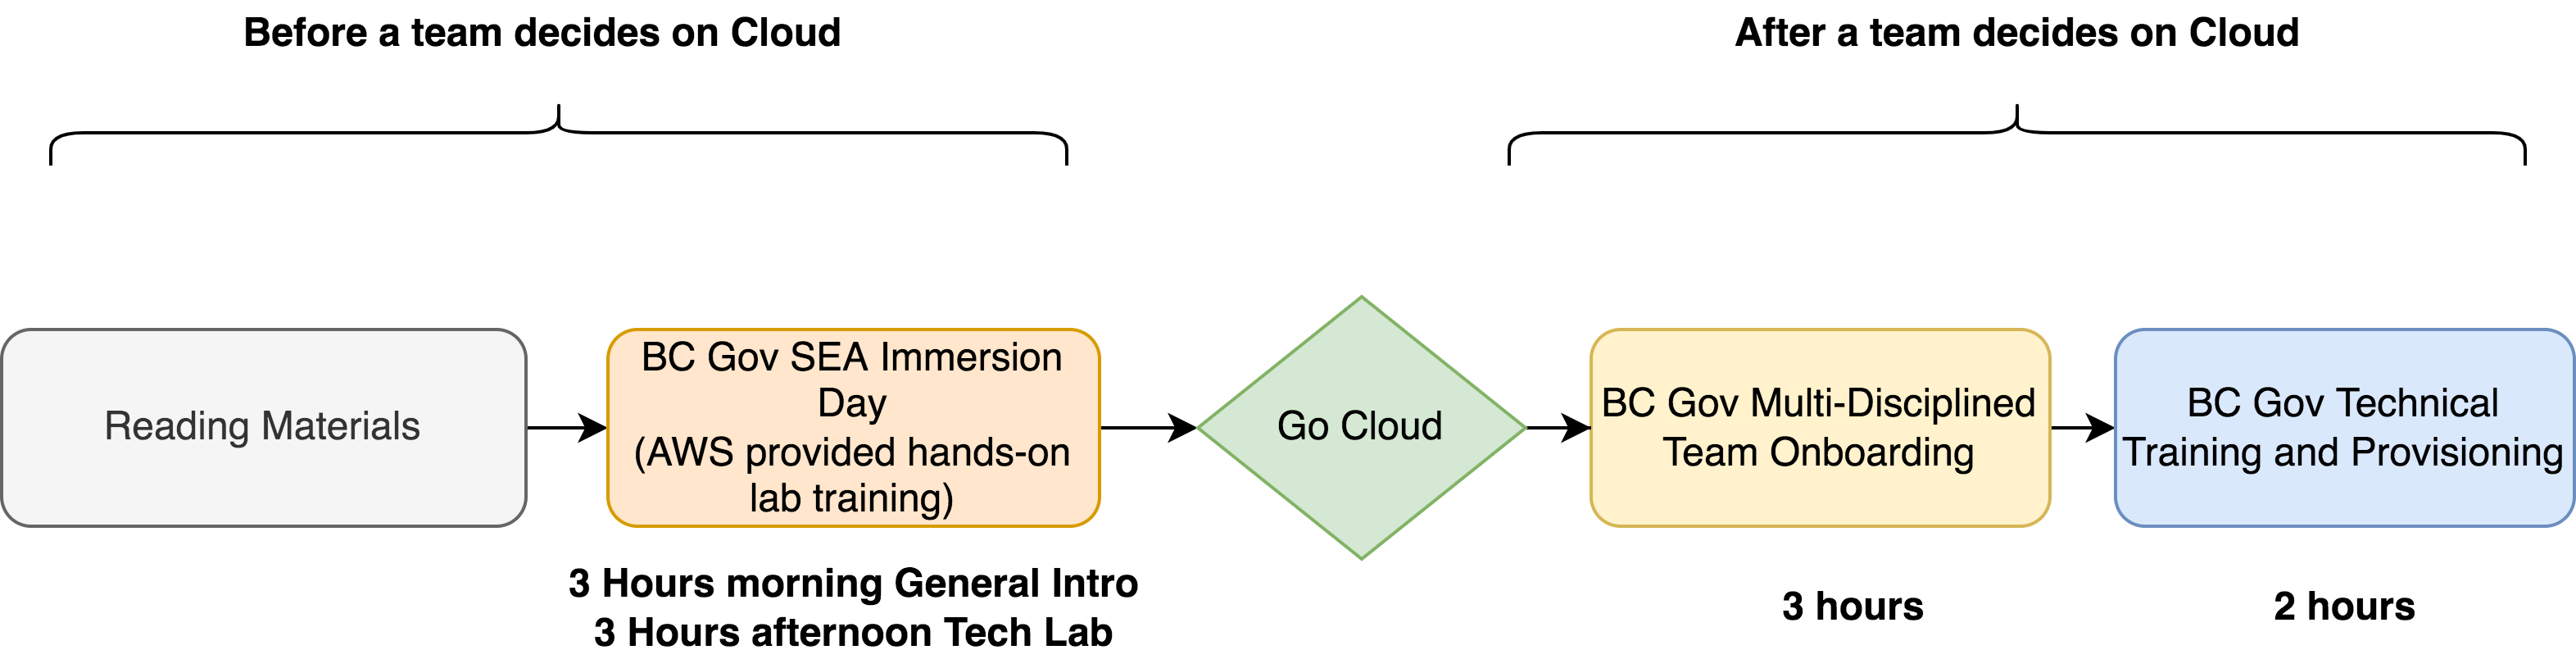 Before a team decides on Cloud
After a team decides on Cloud
Reading Materials
BC Gov SEA Immersion
Day
(AWS provided hands-on
lab training)
Go Cloud
BC Gov Multi-Disciplined
Team Onboarding
BC Gov Technical
Training and Provisioning
3 Hours morning General Intro
3 Hours afternoon Tech Lab
3 hours
2 hours